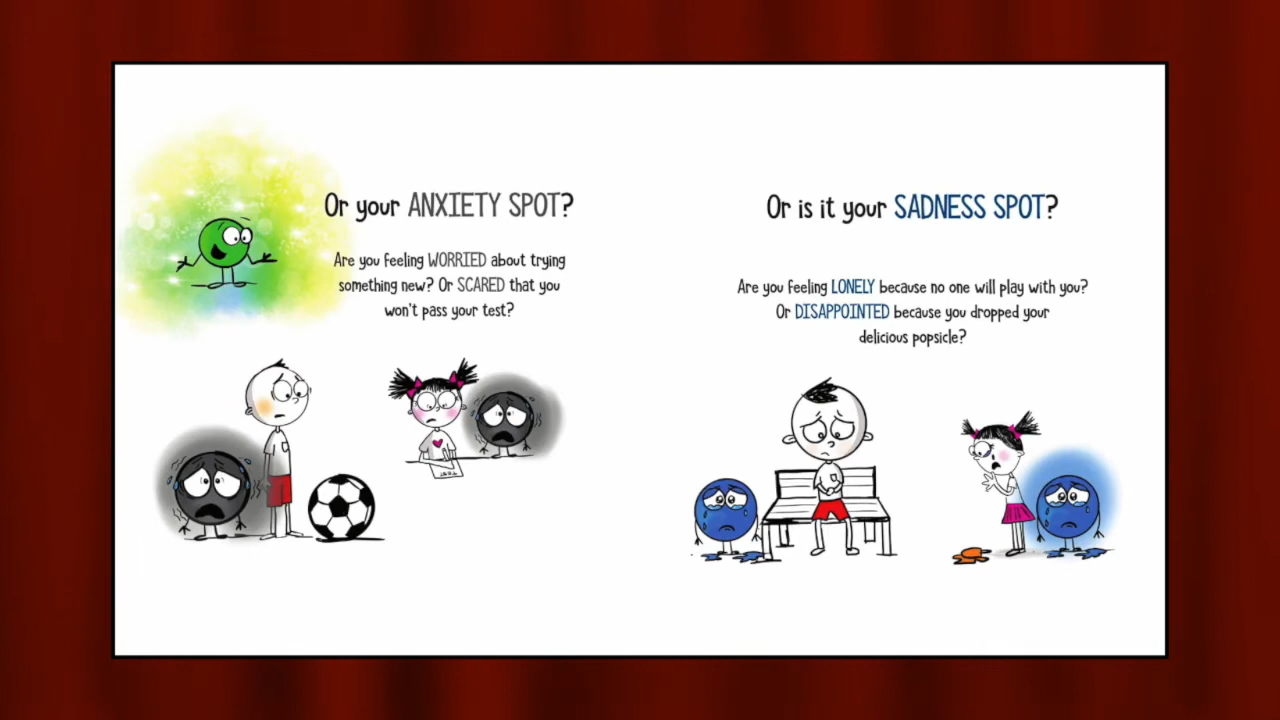 Or your ANXIETY SPOT?
Are you feeling WORRIED about trying
something new? Or SCARED that you
won't pass your test?
Or is it your SADNESS SPOT?
Are you feeling LONELY because no one will play with you?
Or DISAPPOINTED because you dropped your
delicious popsicle?